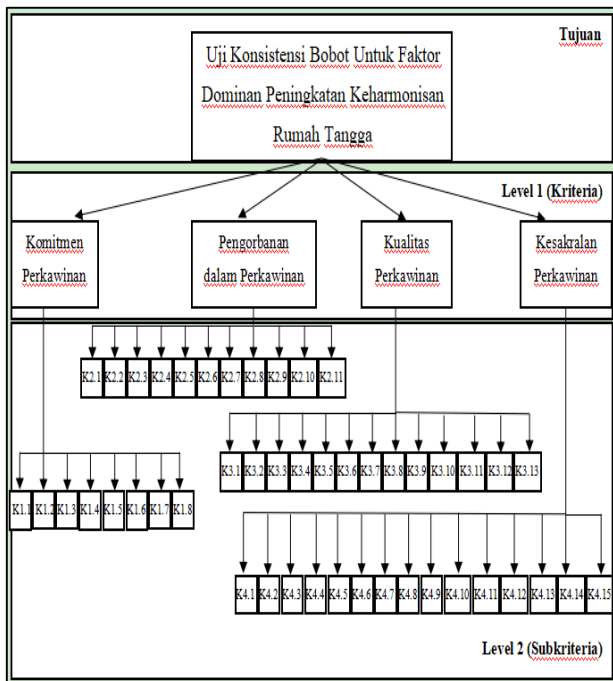 Tujuan
Uji Konsistensi Bobot Untuk Faktor
Dominan Peningkatan Keharmonisan
Rumah Tangga
Level 1 (Kriteria)
Komitmen
Perkawinan
Pengorbanan
dalam Perkawinan
Kualitas
Perkawinan
Kesakralan
Perkawinan
K2.1 K2.2 K2.3 K2.4 K2.5 K2.6 K2.7 K2.8 K2.9 K2.10 K2.11
K3.1 K3.2 K3.3 K3.4 K3.5 K3.6 K3.7 K3.8 K3.9 K3.10 K3.11 K3.12 K3.13
K1.1 K1.2 K1.3 K1.4 K1.5 K1.6 K1.7 K1.8
K4.1 K4.2 K4.3 K4.4 K4.5 K4.6 K4.7 K4.8 K4.9 K4.10 K4.11 K4.12 K4.13 K4.14 K4.15
Level 2 (Subkriteria)